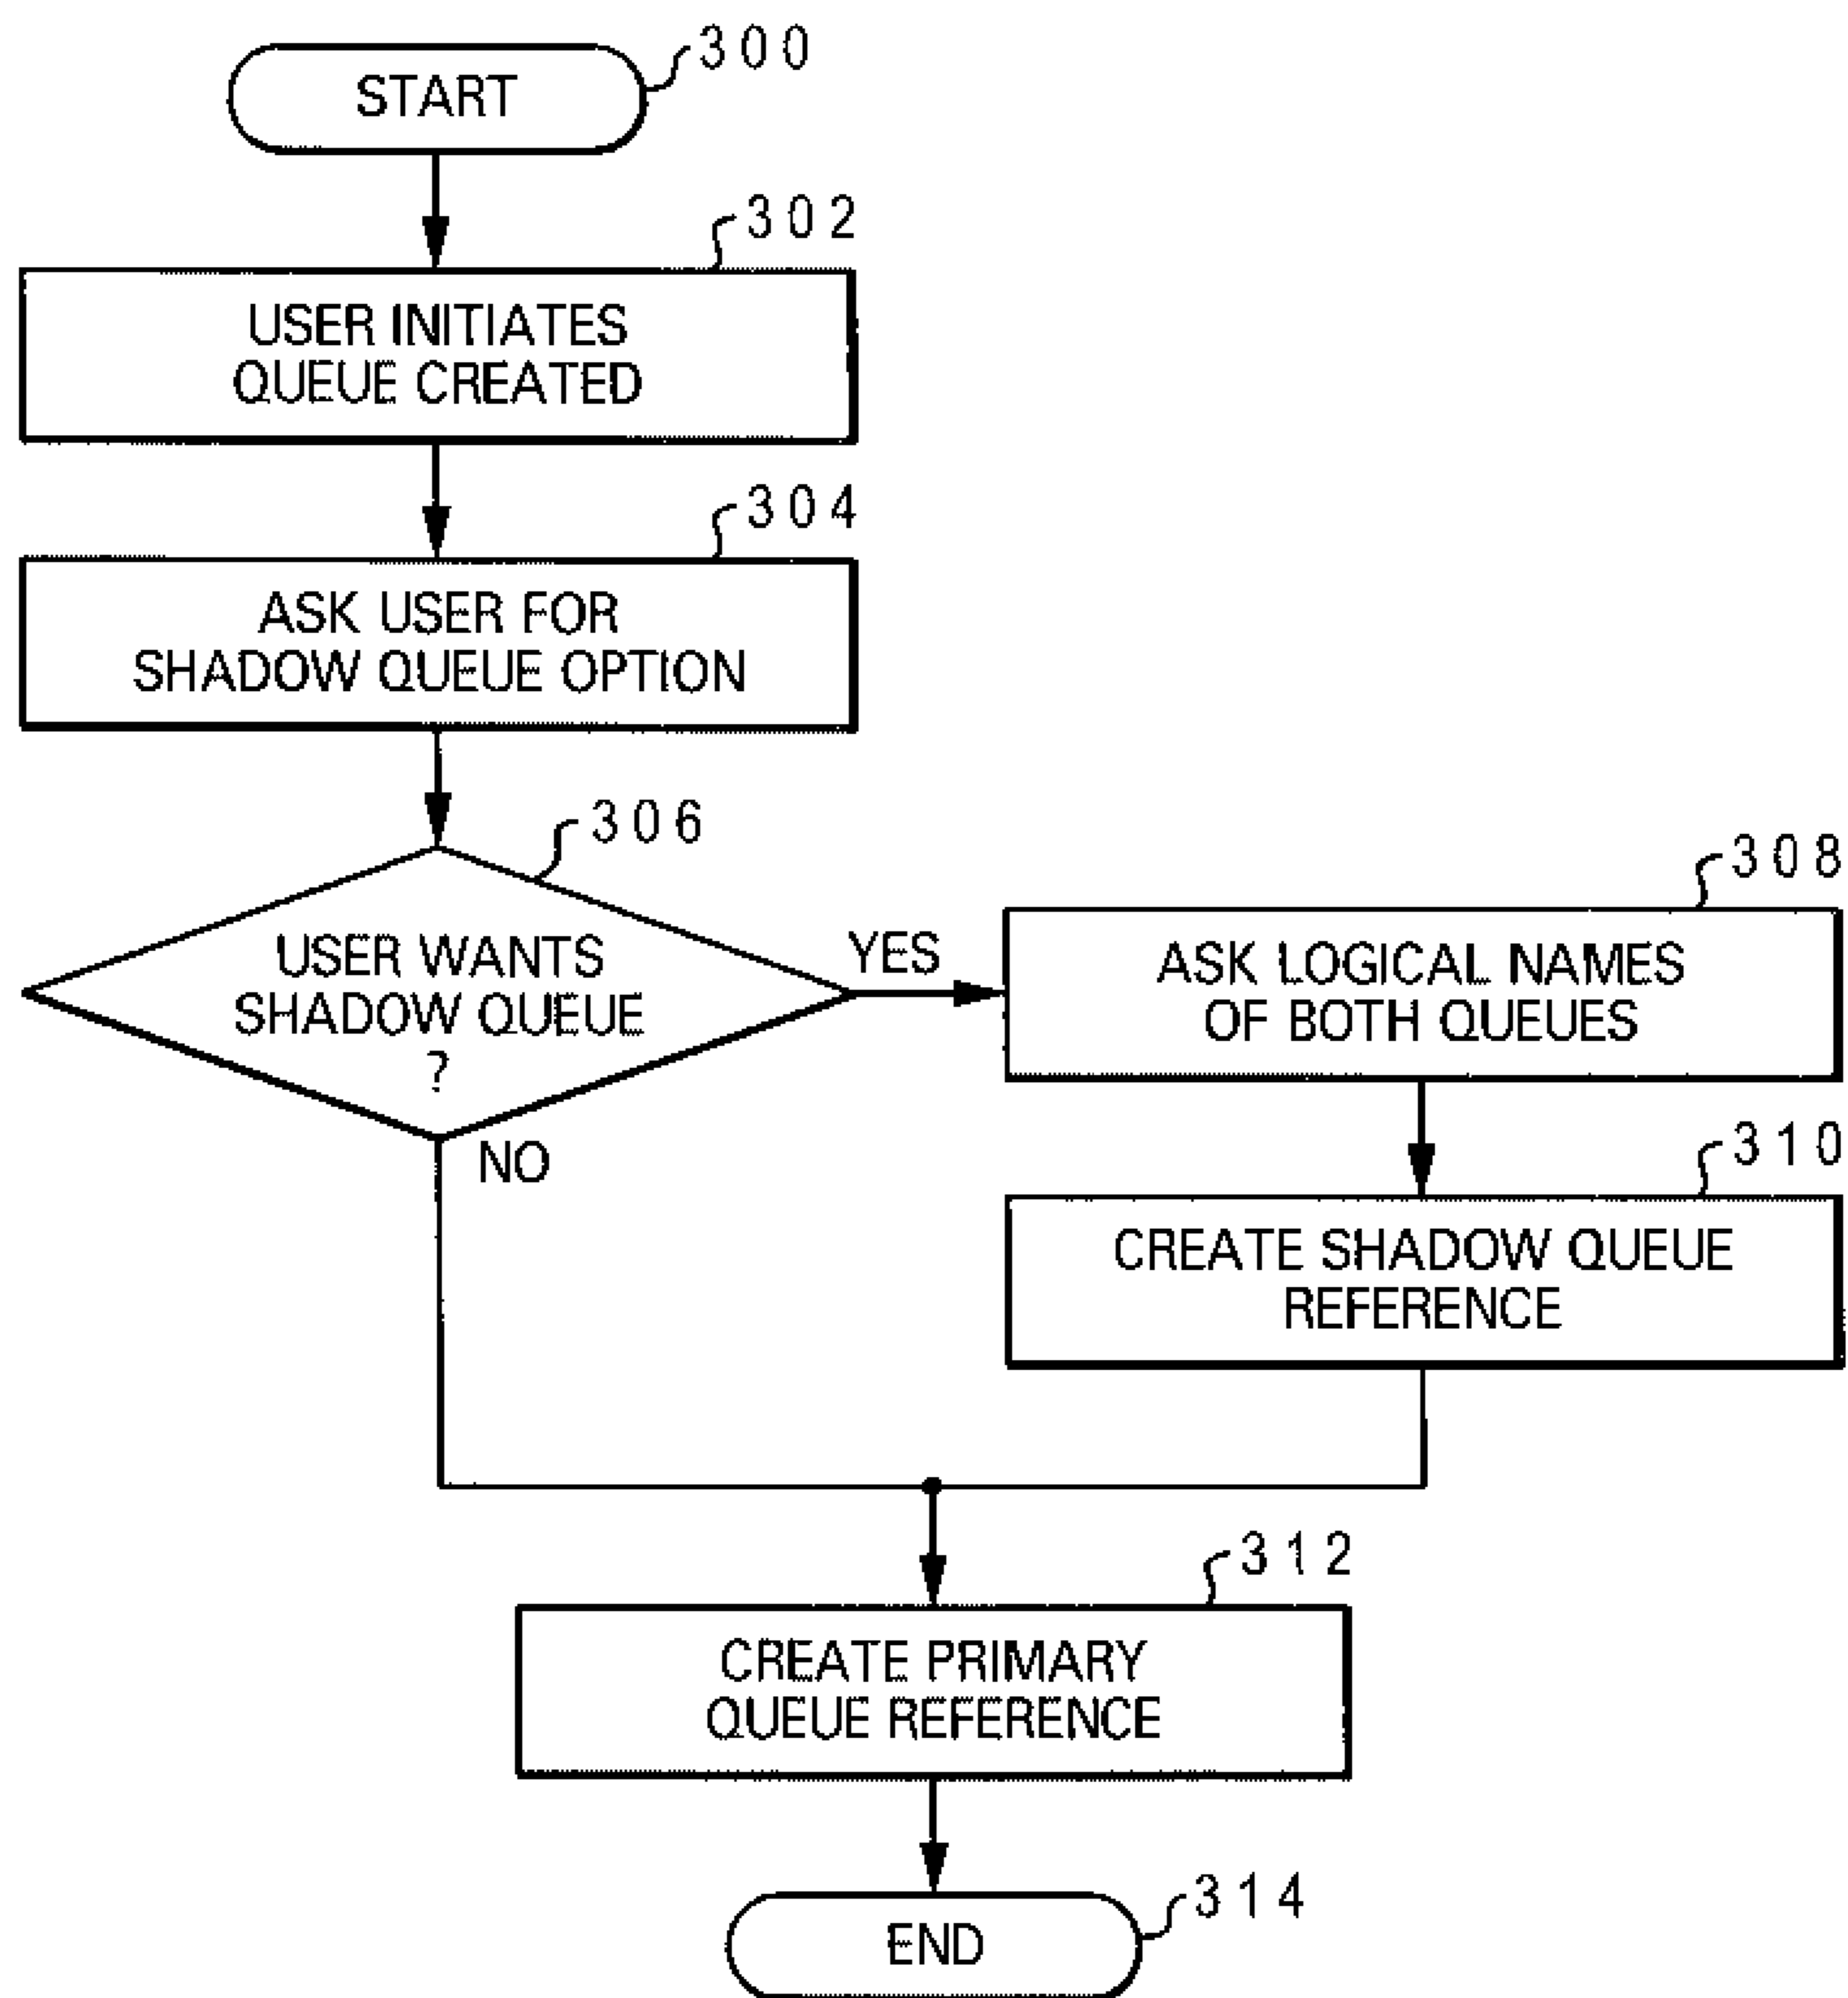 START
300
302
USER INITIATES
QUEUE CREATED
304
ASK USER FOR
SHADOW QUEUE OPTION
306
USER WANTS
SHADOW QUEUE
?
YES
NO
308
ASK LOGICAL NAMES
OF BOTH QUEUES
310
CREATE SHADOW QUEUE
REFERENCE
312
CREATE PRIMARY
QUEUE REFERENCE
314
END